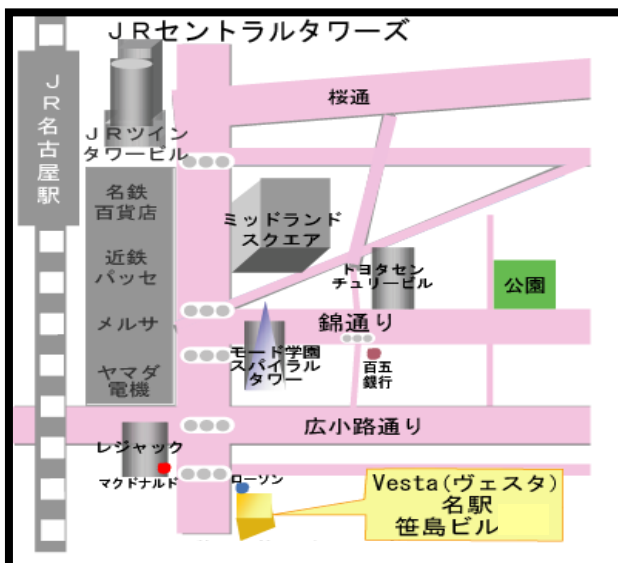 ＪＲセントラルタワーズ
ＪＲ名古屋駅
桜通
ＪＲツイン
タワービル
名鉄
百貨店
ミッドランド
スクエア
近鉄
パッセ
トヨタセン
チュリービル
公園
メルサ
錦通り
モード学園
スパイラル
タワー
百五
銀行
ヤマダ
電機
広小路通り
レジャック
マクドナルド
ローソン
Vesta(ヴェスタ)
名駅
笹島ビル